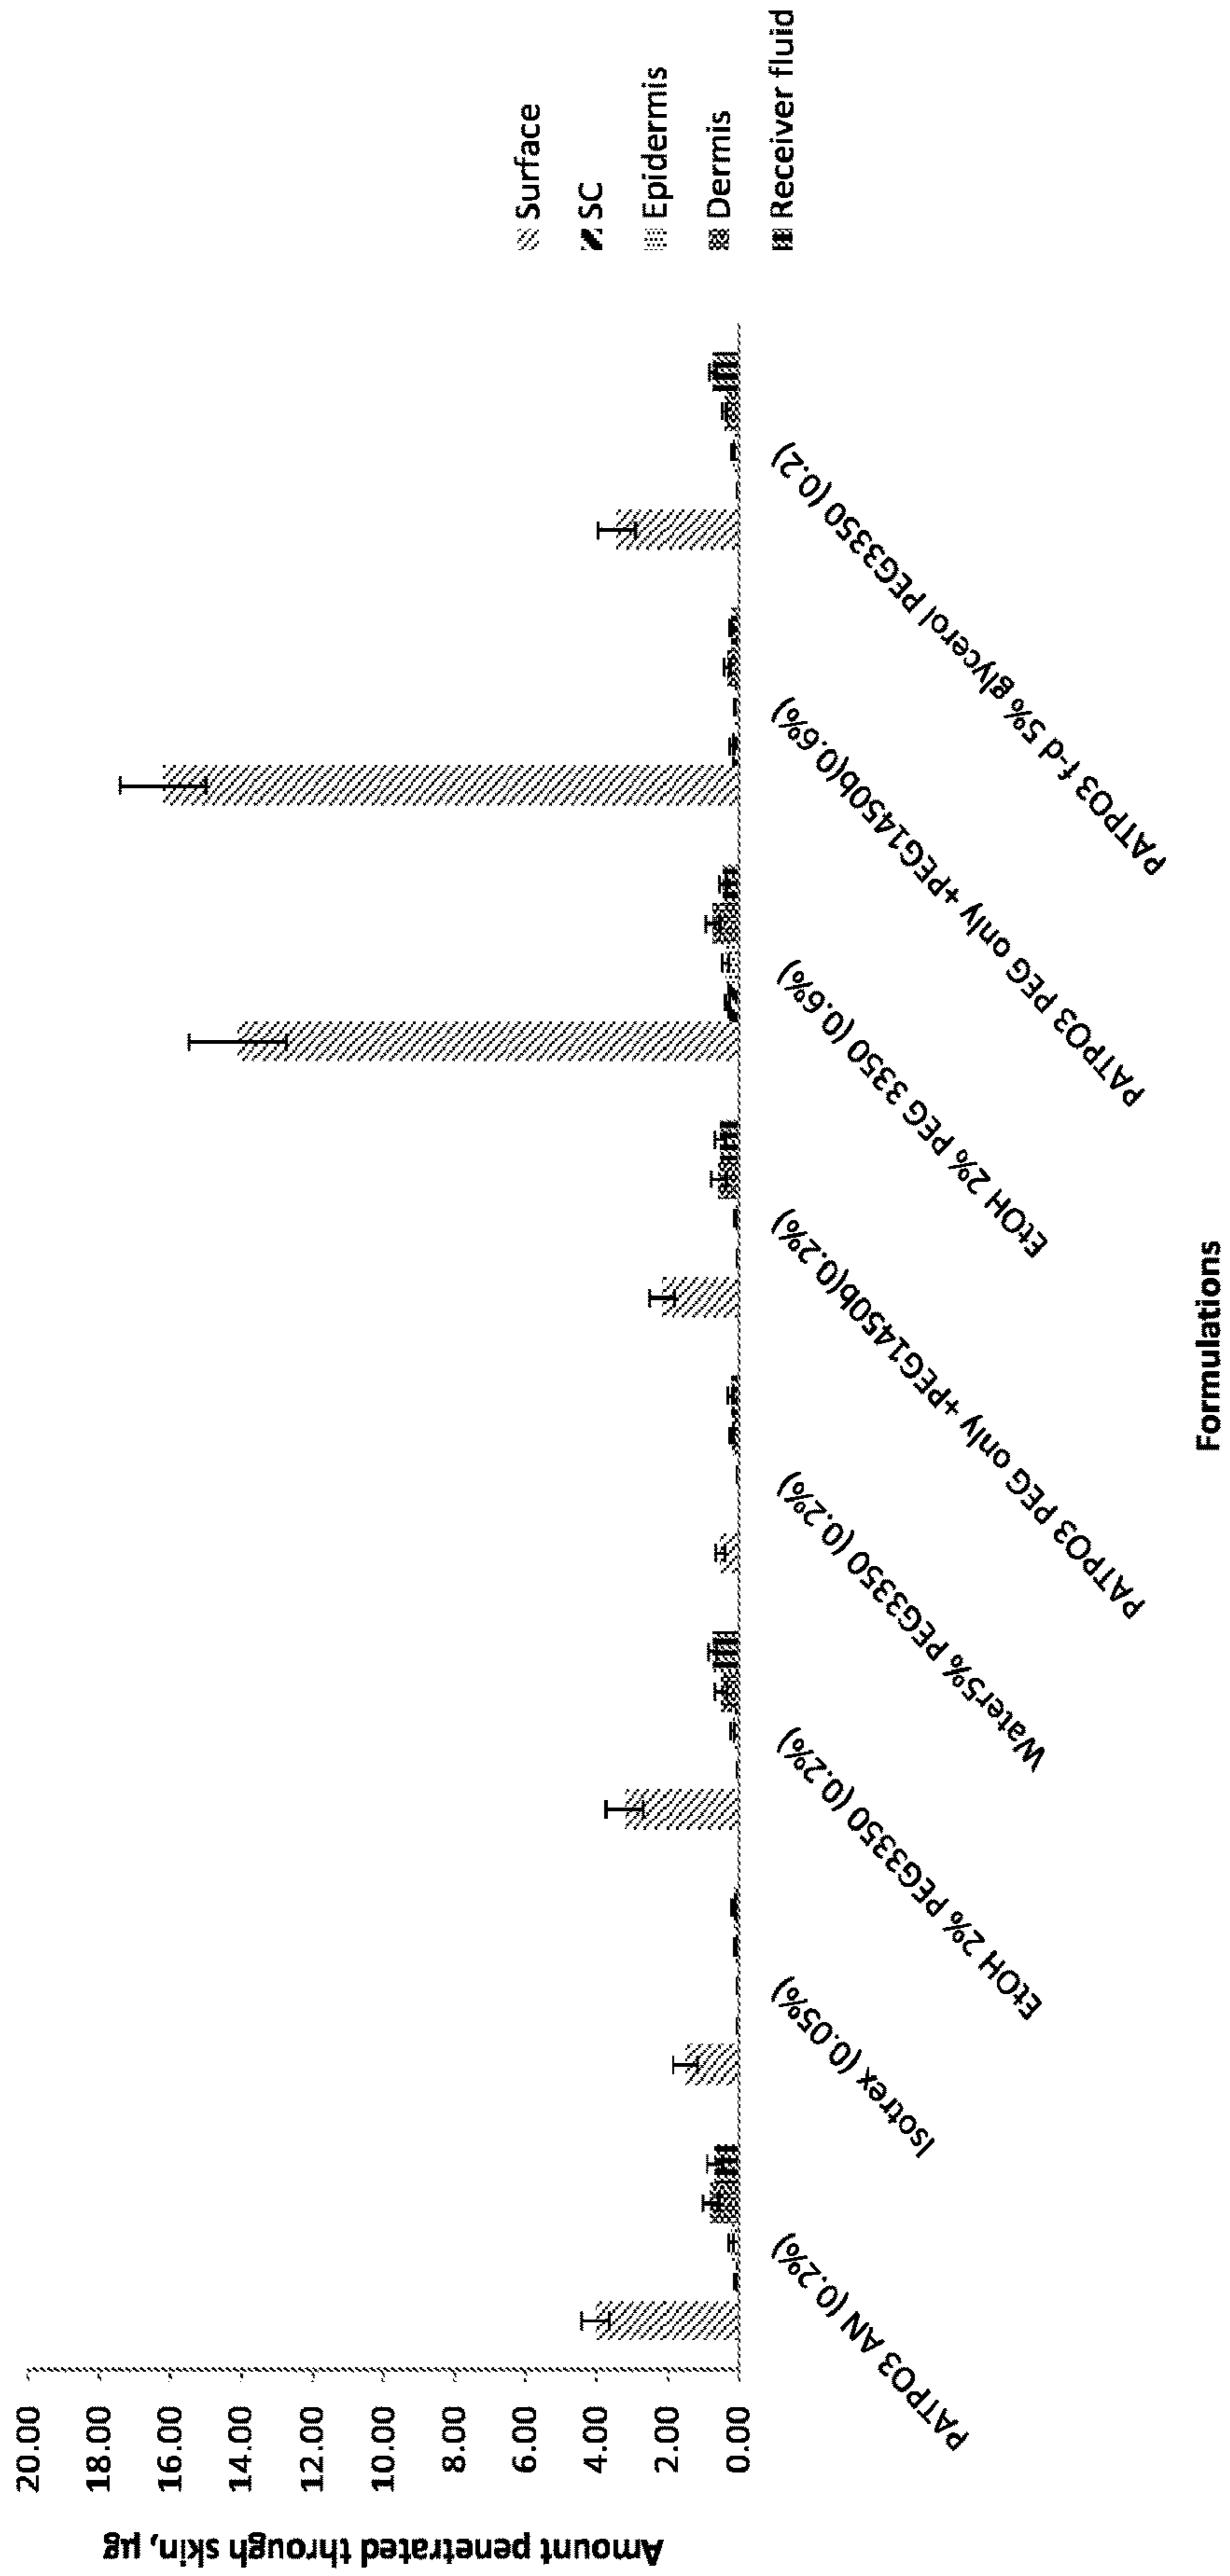 Amount penetrated through skin, µg
20.00
18.00
16.00
14.00
12.00
10.00
8.00
6.00
4.00
2.00
0.00
PATPO3 AN (0.2%)
Isotrex (0.05%)
EtOH 2% PEG3350 (0.2%)
Water5% PEG3350 (0.2%)
PATPO3 PEG only +PEG1450b(0.2%)
EtOH 2% PEG 3350 (0.6%)
PATPO3 PEG only +PEG1450b(0.6%)
PATPO3 f-d 5% glycerol PEG3350 (0.2)
Formulations
Surface
SC
Epidermis
Dermis
Receiver fluid